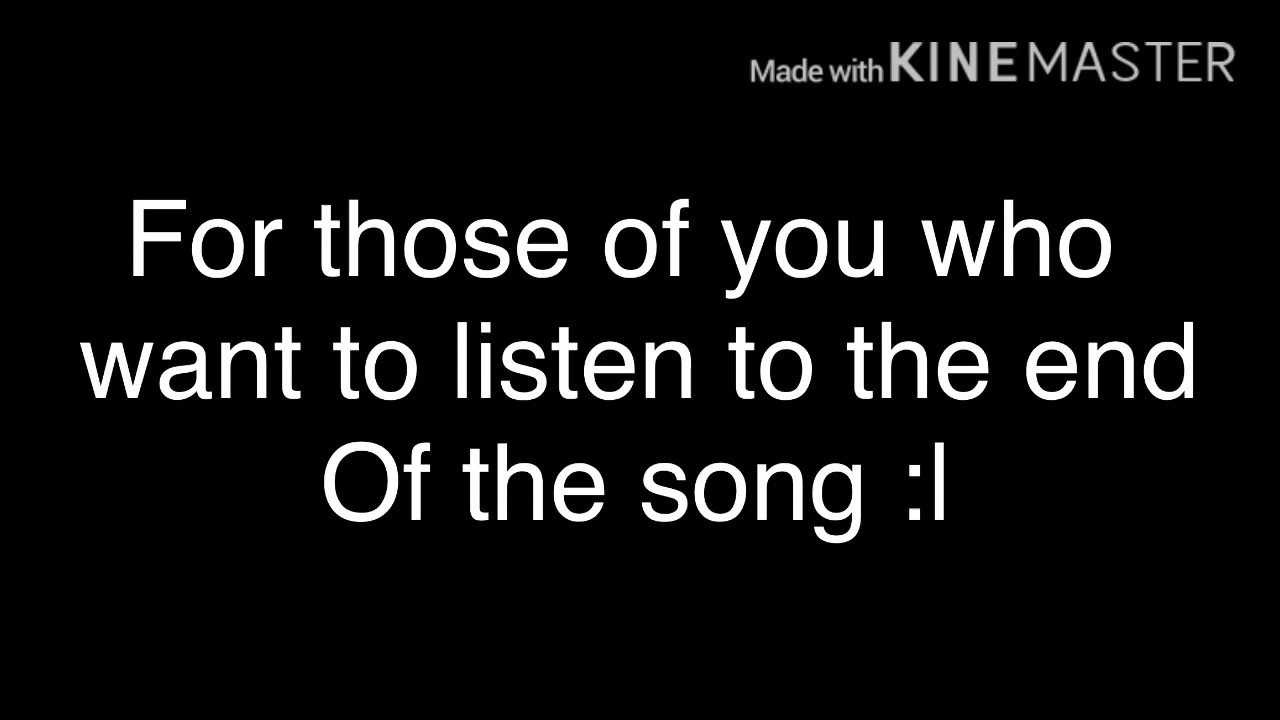 Made with KINEMASTER
For those of you who
want to listen to the end
Of the song :l